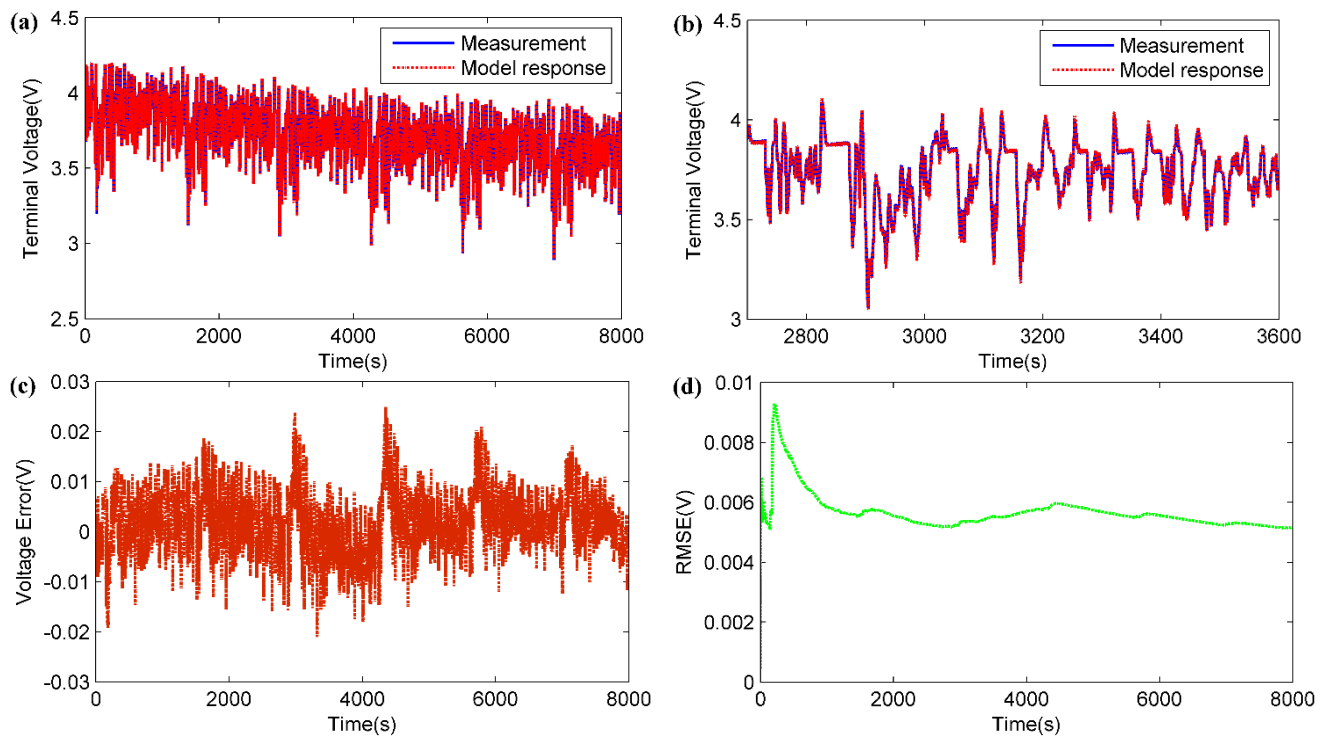 (a)
4.5
4
3.5
3
2.5
Terminal Voltage(V)
Measurement
Model response
0 2000 4000 6000 8000
Time(s)
(b)
4.5
4
3.5
3
Terminal Voltage(V)
Measurement
Model response
2800 3000 3200 3400 3600
Time(s)
(c)
0.03
0.02
0.01
0
-0.01
-0.02
-0.03
Voltage Error(V)
0 2000 4000 6000 8000
Time(s)
(d)
0.01
0.008
0.006
0.004
0.002
0
RMSE(V)
0 2000 4000 6000 8000
Time(s)